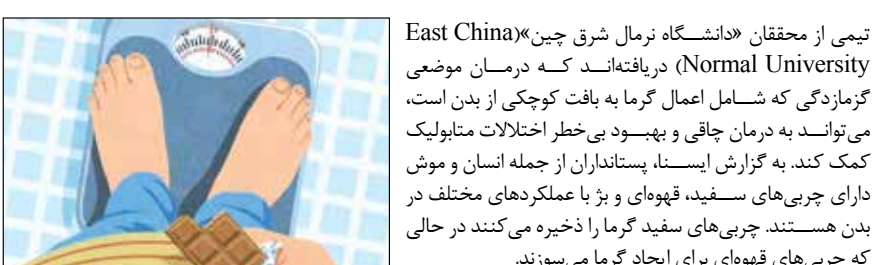 تیمی از محققان «دانشگاه نرمال شرق چین»(East China
Normal University) دریافته‌اند که درمان موضعی
گزمازدگی که شامل اعمال گرما به بافت کوچکی از بدن است،
می‌تواند به درمان چاقی و بهبود بی‌خطر اختلالات متابولیک
کمک کند. به گزارش ایسنا، پستانداران از جمله انسان و موش
دارای چربی‌های سفید، قهوه‌ای و بژ با عملکردهای مختلف در
بدن هستند. چربی‌های سفید گرما را ذخیره می‌کنند در حالی
که چربی‌های قهوه‌ای برای ایجاد گرما می‌سوزند.